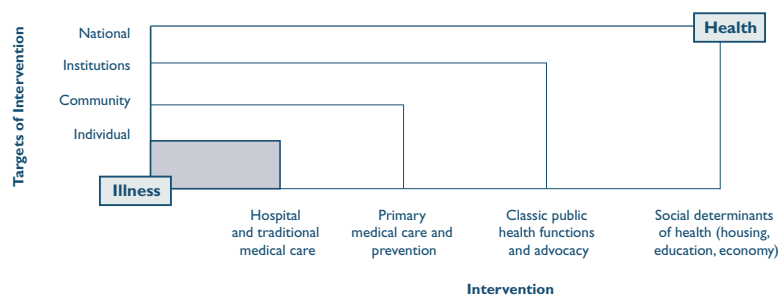 Targets of Intervention
National
Institutions
Community
Individual
Health
Illness
Hospital
and traditional
medical care
Primary
medical care and
prevention
Classic public
health functions
and advocacy
Social determinants
of health (housing,
education, economy)
Intervention